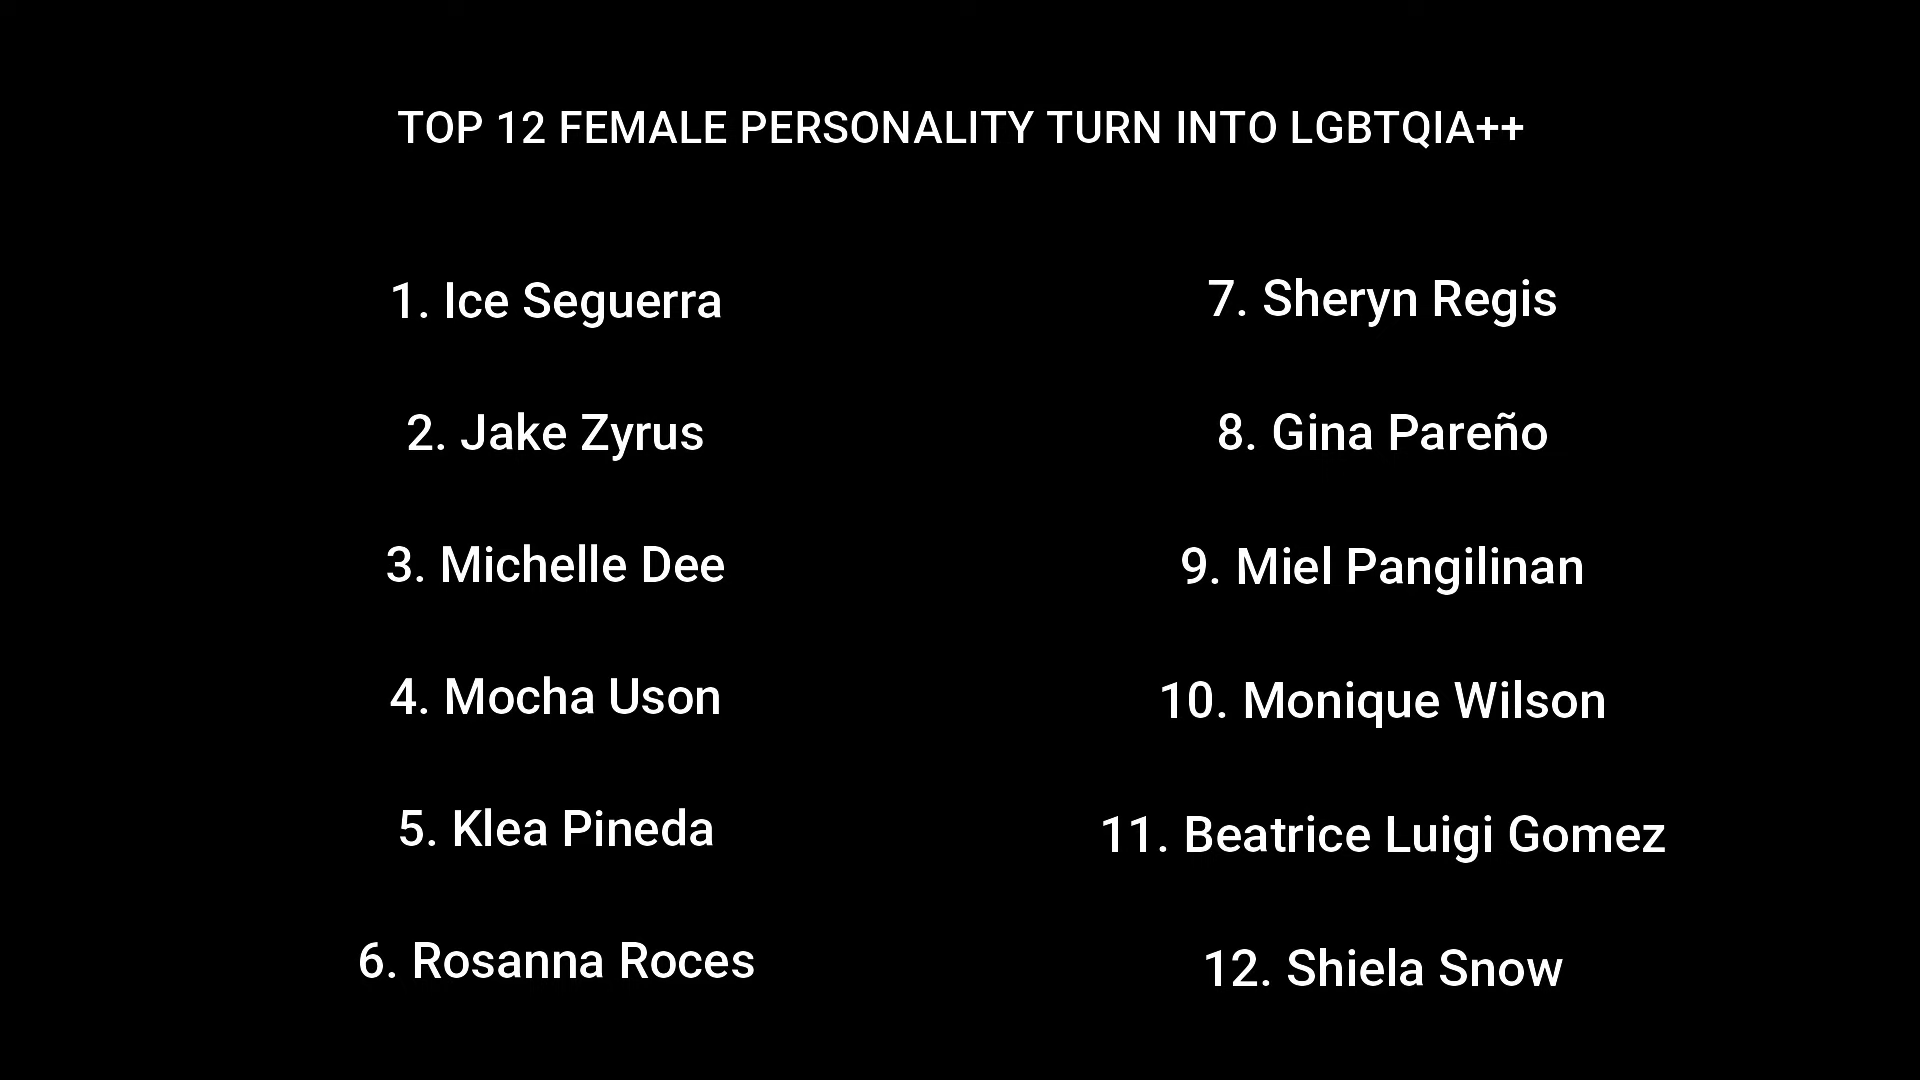 TOP 12 FEMALE PERSONALITY TURN INTO LGBTQIA++
1. Ice Seguerra
2. Jake Zyrus
3. Michelle Dee
4. Mocha Uson
5. Klea Pineda
6. Rosanna Roces
7. Sheryn Regis
8. Gina Pareño
9. Miel Pangilinan
10. Monique Wilson
11. Beatrice Luigi Gomez
12. Shiela Snow